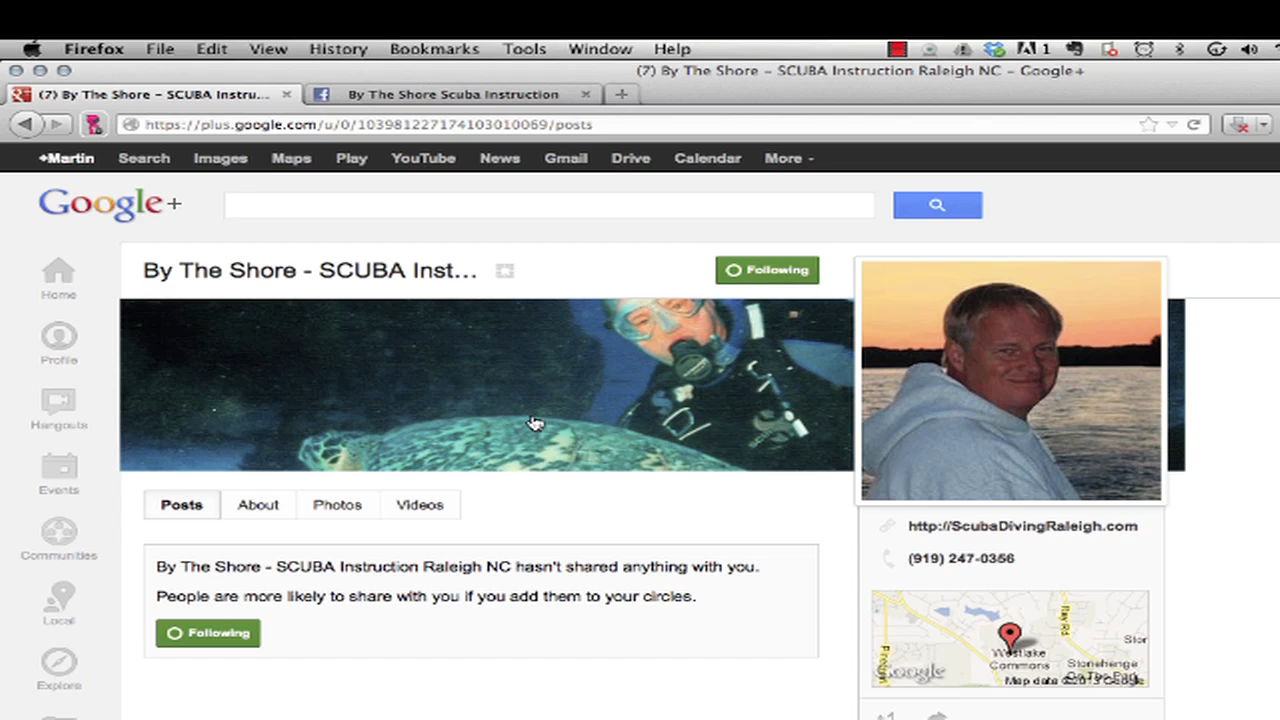 Firefox File Edit View History Bookmarks Tools Window Help 1
(7) By The Shore – SCUBA Instruction Raleigh NC – Google+
(7) By The Shore – SCUBA Instru... × By The Shore Scuba Instruction × +
https://plus.google.com/u/0/103981227174103010069/posts
+Martin Search Images Maps Play YouTube News Gmail Drive Calendar More
Google+
By The Shore - SCUBA Inst... Following
Home
Profile
Hangouts
Events
Communities
Local
Explore
Posts About Photos Videos
By The Shore - SCUBA Instruction Raleigh NC hasn't shared anything with you.
People are more likely to share with you if you add them to your circles.
Following
http://ScubaDivingRaleigh.com
(919) 247-0356
Ray Rd
Westlake
Commons
Stonehenge
Google